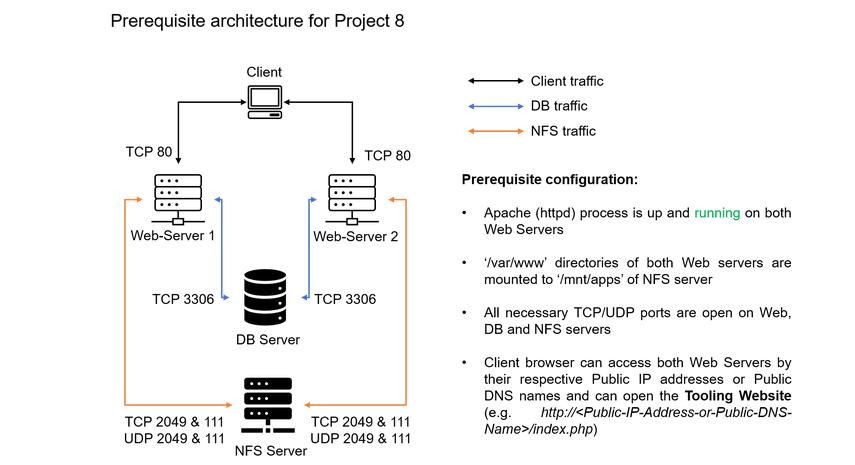 Prerequisite architecture for Project 8
Client
Client traffic
DB traffic
NFS traffic
TCP 80
TCP 80
Web-Server 1
Web-Server 2
TCP 3306
TCP 3306
DB Server
TCP 2049 & 111
UDP 2049 & 111
TCP 2049 & 111
UDP 2049 & 111
NFS Server
Prerequisite configuration:
• Apache (httpd) process is up and running on both
Web Servers
• ‘/var/www’ directories of both Web servers are
mounted to ‘/mnt/apps’ of NFS server
• All necessary TCP/UDP ports are open on Web,
DB and NFS servers
• Client browser can access both Web Servers by
their respective Public IP addresses or Public
DNS names and can open the Tooling Website
(e.g. http://<Public-IP-Address-or-Public-DNS-
Name>/index.php)